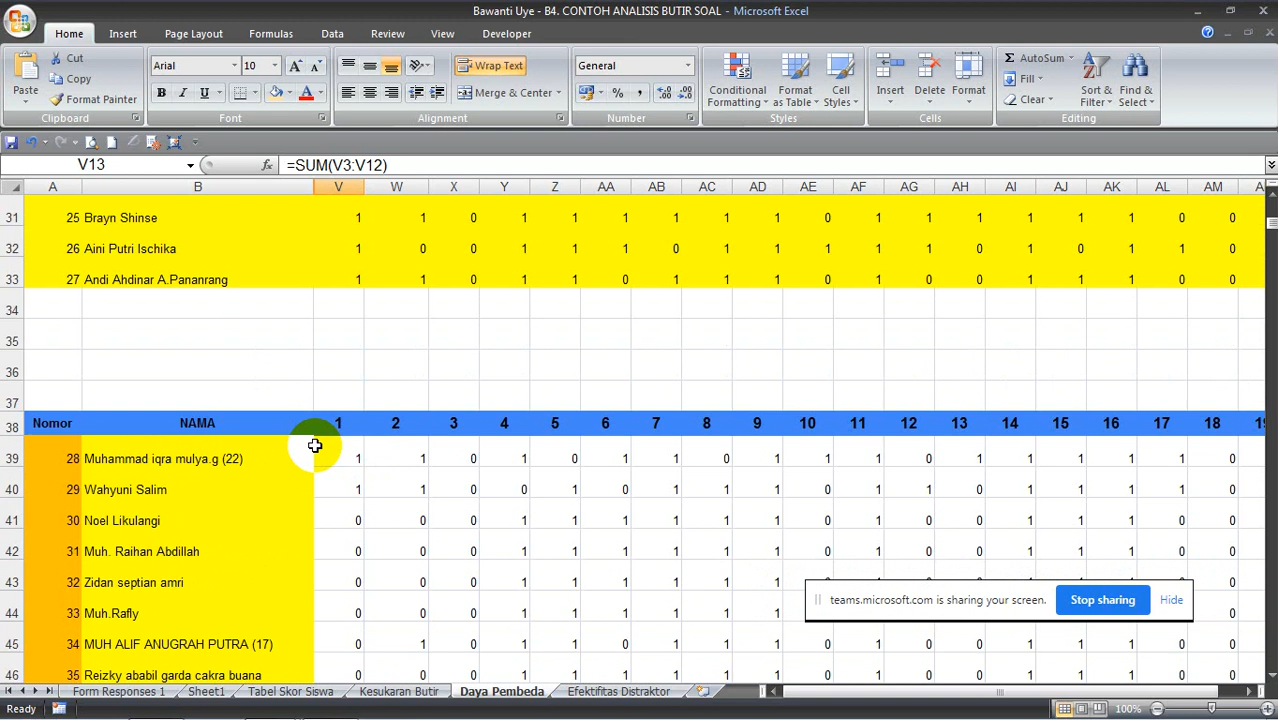 Bawanti Uye - B4. CONTOH ANALISIS BUTIR SOAL - Microsoft Excel
Home Insert Page Layout Formulas Data Review View Developer
Paste Cut Copy Format Painter Clipboard
Arial 10 B I U A Font
Wrap Text Merge & Center Alignment
General % , Number
Conditional Formatting Format as Table Cell Styles Styles
Insert Delete Format Cells
Σ AutoSum Fill Clear Sort & Filter Find & Select Editing
V13 fx =SUM(V3:V12)
A B V W X Y Z AA AB AC AD AE AF AG AH AI AJ AK AL AM
31 25 Brayn Shinse 1 1 0 1 1 1 1 1 1 0 1 1 1 1 1 1 0 0
32 26 Aini Putri Ischika 1 0 0 1 1 0 1 1 1 1 1 1 0 1 0 1 1 0
33 27 Andi Ahdinar A.Pananrang 1 1 0 1 1 0 1 1 0 0 1 1 0 1 1 1 0 0
34
35
36
37
38 Nomor NAMA 1 2 3 4 5 6 7 8 9 10 11 12 13 14 15 16 17 18 19
39 28 Muhammad iqra mulya.g (22) 1 1 0 1 0 1 1 0 1 1 1 0 1 1 1 1 1 0
40 29 Wahyuni Salim 1 1 0 0 1 0 1 1 1 0 1 1 0 1 1 1 1 0
41 30 Noel Likulangi 0 0 0 1 1 1 1 1 1 0 1 0 0 1 1 1 0 0
42 31 Muh. Raihan Abdillah 0 0 0 1 1 1 1 1 1 0 1 0 0 1 1 1 0 0
43 32 Zidan septian amri 0 0 0 1 1 1 1 1 1
44 33 Muh.Rafly 0 0 0 1 1 1 1 1
45 34 MUH ALIF ANUGRAH PUTRA (17) 0 1 0 1 1 0 1 1 1 0 1 0 0 1 1 1 0 0
46 35 Reizky ababil garda cakra buana 0 0 0 1 1 1 1 1 1 0 1 0 0 1 1 1 0 0
teams.microsoft.com is sharing your screen. Stop sharing Hide
Form Responses 1 Sheet1 Tabel Skor Siswa Kesukaran Butir Daya Pembeda Efektifitas Distraktor
Ready 100%